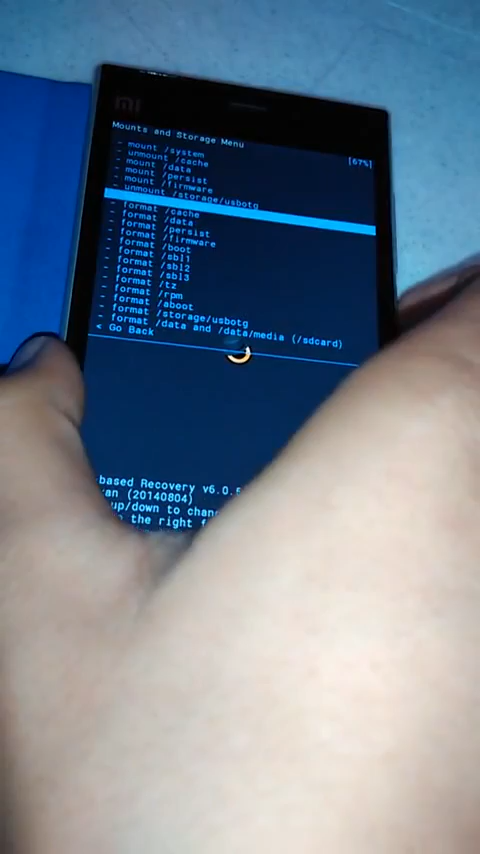 mi
Mounts and Storage Menu
[67%]
- mount /system
- unmount /cache
- mount /data
- mount /persist
- mount /firmware
- unmount /storage/usbotg
- format /cache
- format /data
- format /persist
- format /firmware
- format /boot
- format /sbl1
- format /sbl2
- format /sbl3
- format /tz
- format /rpm
- format /aboot
- format /storage/usbotg
- format /data and /data/media (/sdcard)
< Go Back
based Recovery v6.0.
(20140804)
up/down to
the right